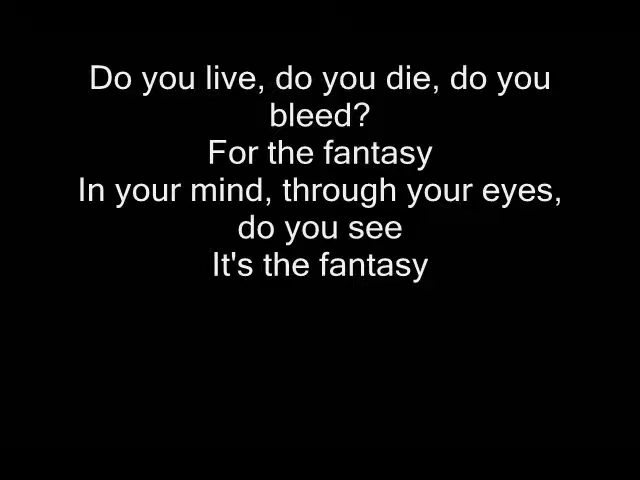 Do you live, do you die, do you
bleed?
For the fantasy
In your mind, through your eyes,
do you see
It's the fantasy